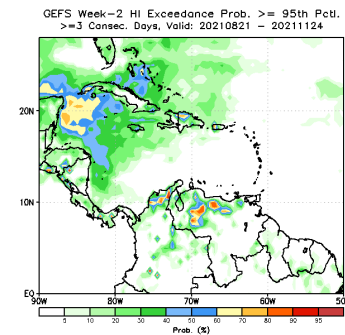 GEFS Week-2 HI Exceedance Prob. >= 95th Pctl.
>=3 Consec. Days, Valid: 20210821 - 20211124
20N
10N
EQ
90W 80W 70W 60W 50
5 10 20 30 40 50 60 70 80 90 95
Prob. (%)